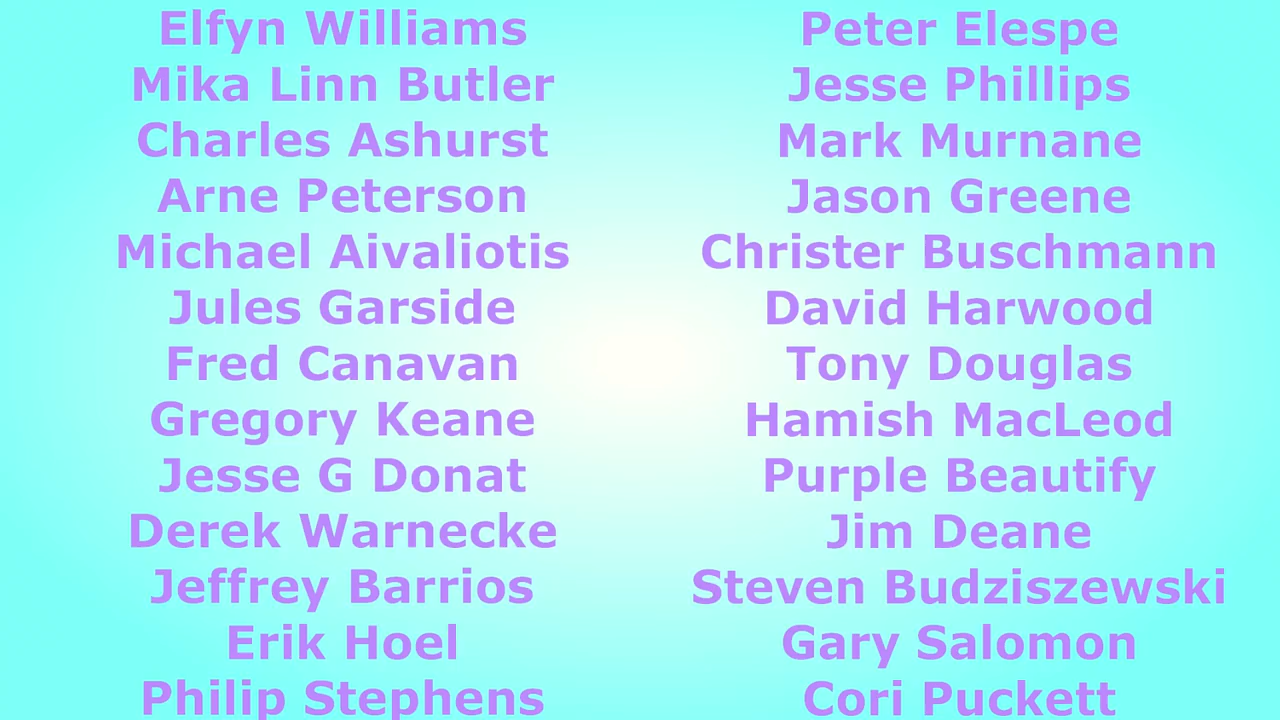 Elfyn Williams
Mika Linn Butler
Charles Ashurst
Arne Peterson
Michael Aivaliotis
Jules Garside
Fred Canavan
Gregory Keane
Jesse G Donat
Derek Warnecke
Jeffrey Barrios
Erik Hoel
Philip Stephens
Peter Elespe
Jesse Phillips
Mark Murnane
Jason Greene
Christer Buschmann
David Harwood
Tony Douglas
Hamish MacLeod
Purple Beautify
Jim Deane
Steven Budziszewski
Gary Salomon
Cori Puckett